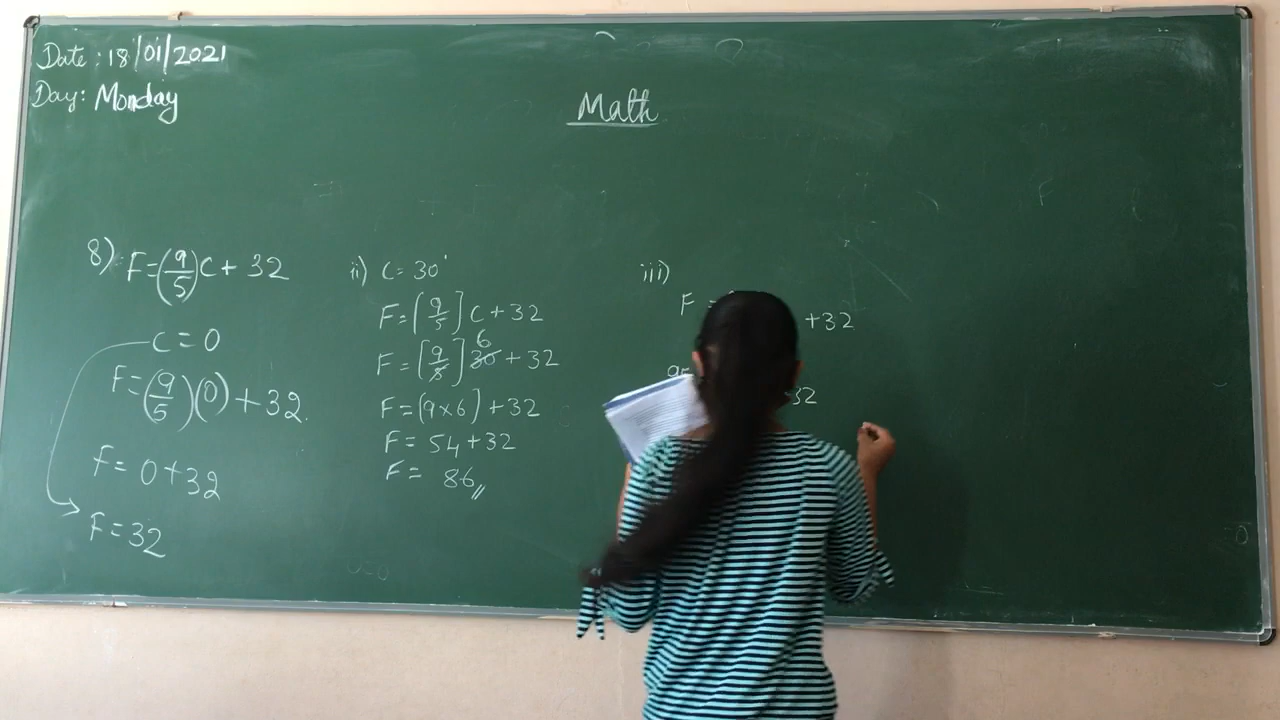 Date: 18/01/2021
Day: Monday
Math
8) F=(9/5)C+ 32
C = 0
F=(9/5)(0)+32.
F= 0+32
F=32
ii) C= 30°
F=[9/5]C+32
F=[9/5]30 6+32
F=(9×6)+32
F= 54+32
F= 86
iii)
F = +32
32